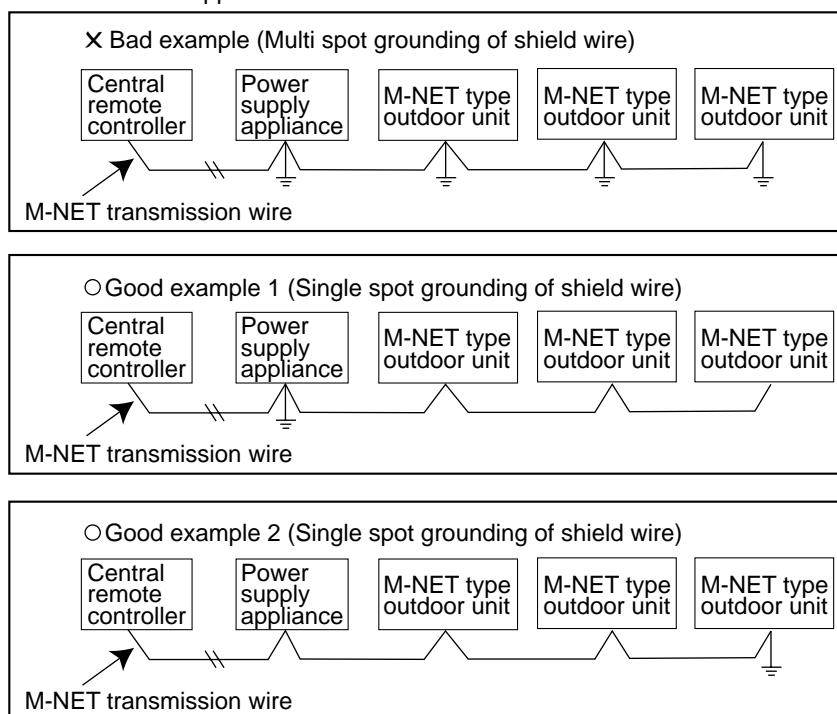 ✕ Bad example (Multi spot grounding of shield wire)
Central
remote
controller
Power
supply
appliance
M-NET type
outdoor unit
M-NET type
outdoor unit
M-NET type
outdoor unit
M-NET transmission wire
○ Good example 1 (Single spot grounding of shield wire)
Central
remote
controller
Power
supply
appliance
M-NET type
outdoor unit
M-NET type
outdoor unit
M-NET type
outdoor unit
M-NET transmission wire
○ Good example 2 (Single spot grounding of shield wire)
Central
remote
controller
Power
supply
appliance
M-NET type
outdoor unit
M-NET type
outdoor unit
M-NET type
outdoor unit
M-NET transmission wire